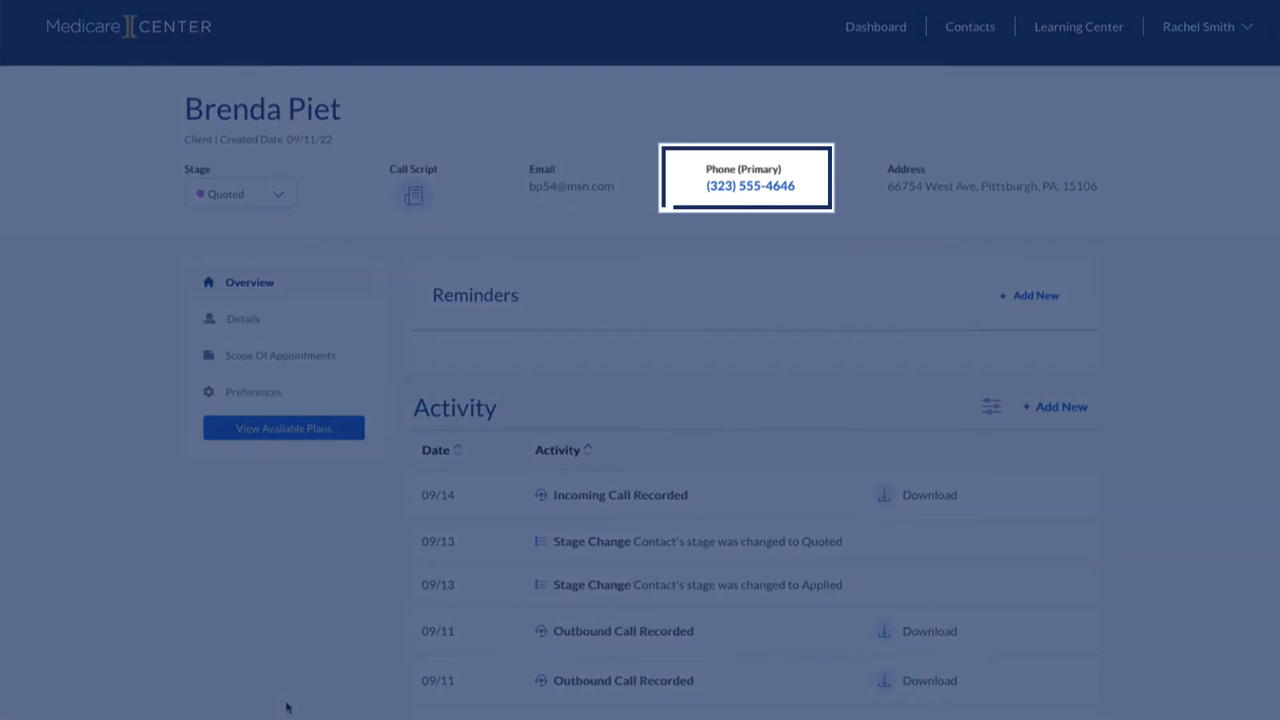 MedicareCENTER
Dashboard
Contacts
Learning Center
Rachel Smith
Brenda Piet
Client | Created Date 09/11/22
Stage
Quoted
Call Script
Email
bp54@msn.com
Phone (Primary)
(323) 555-4646
Address
66754 West Ave, Pittsburgh, PA, 15106
Overview
Details
Scope Of Appointments
Preferences
View Available Plans
Reminders
+ Add New
Activity
+ Add New
Date Activity
09/14 Incoming Call Recorded Download
09/13 Stage Change Contact's stage was changed to Quoted
09/13 Stage Change Contact's stage was changed to Applied
09/11 Outbound Call Recorded Download
09/11 Outbound Call Recorded Download